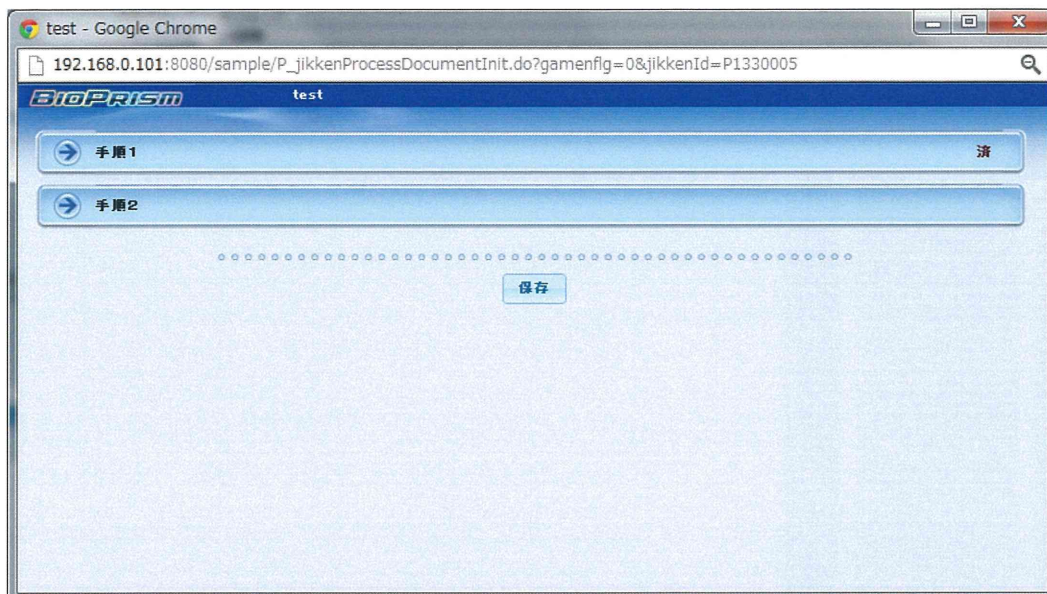 test - Google Chrome
192.168.0.101:8080/sample/P_jikkenProcessDocumentInit.do?gamenflg=0&jikkenId=P1330005
BioPrism test
手順1 済
手順2
保存